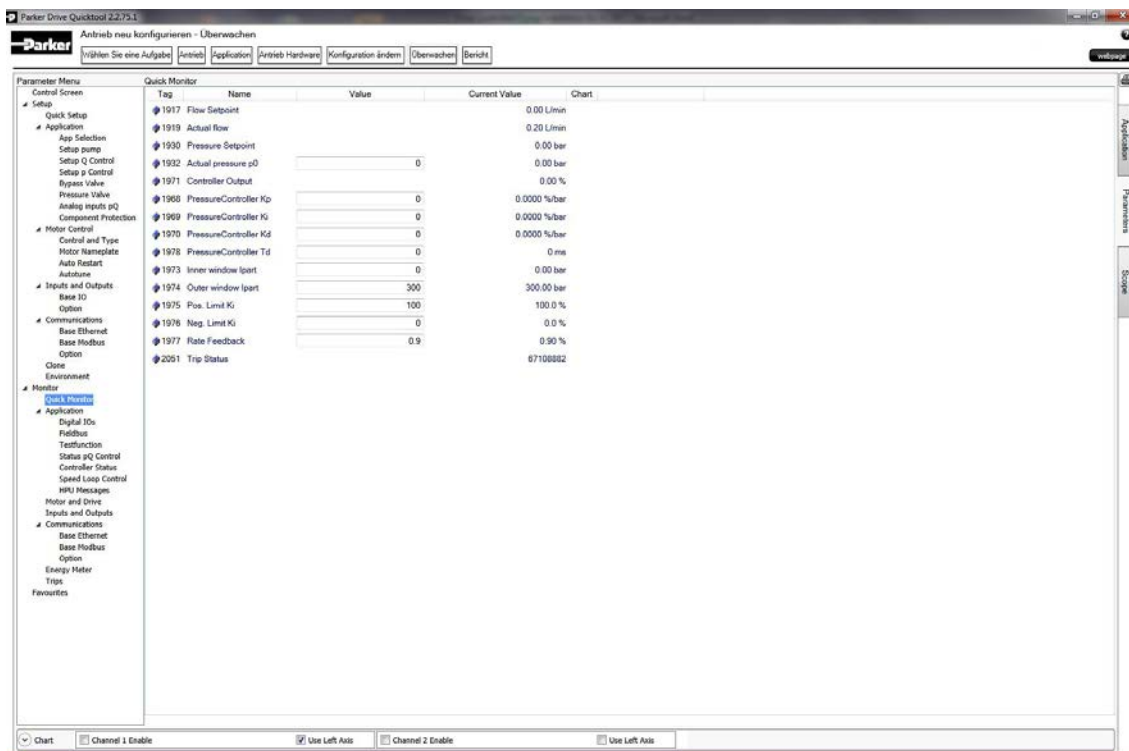 Parker Drive Quicktool 2.2.75.1
Parker
Antrieb neu konfigurieren - Überwachen
Wählen Sie eine Aufgabe Antrieb Application Antrieb Hardware Konfiguration ändern Überwachen Bericht
webpage
Parameter Menu
Control Screen
Setup
Quick Setup
Application
App Selection
Setup pump
Setup Q Control
Setup p Control
Bypass Valve
Pressure Valve
Analog inputs pQ
Component Protection
Motor Control
Control and Type
Motor Nameplate
Auto Restart
Autotune
Inputs and Outputs
Base IO
Option
Communications
Base Ethernet
Base Modbus
Option
Clone
Environment
Monitor
Quick Monitor
Application
Digital IOs
Fieldbus
Testfunction
Status pQ Control
Controller Status
Speed Loop Control
HPU Messages
Motor and Drive
Inputs and Outputs
Communications
Base Ethernet
Base Modbus
Option
Energy Meter
Trips
Favourites
Quick Monitor
Tag Name Value Current Value Chart
1917 Flow Setpoint 0.00 L/min
1919 Actual flow 0.20 L/min
1930 Pressure Setpoint 0.00 bar
1932 Actual pressure p0 0 0.00 bar
1971 Controller Output 0.00 %
1968 PressureController Kp 0 0.0000 %/bar
1969 PressureController Ki 0 0.0000 %/bar
1970 PressureController Kd 0 0.0000 %/bar
1978 PressureController Td 0 0 ms
1973 Inner window Ipart 0 0.00 bar
1974 Outer window Ipart 300 300.00 bar
1975 Pos. Limit Ki 100 100.0 %
1976 Neg. Limit Ki 0 0.0 %
1977 Rate Feedback 0.9 0.90 %
2051 Trip Status 67108882
Application
Parameters
Scope
Chart Channel 1 Enable Use Left Axis Channel 2 Enable Use Left Axis